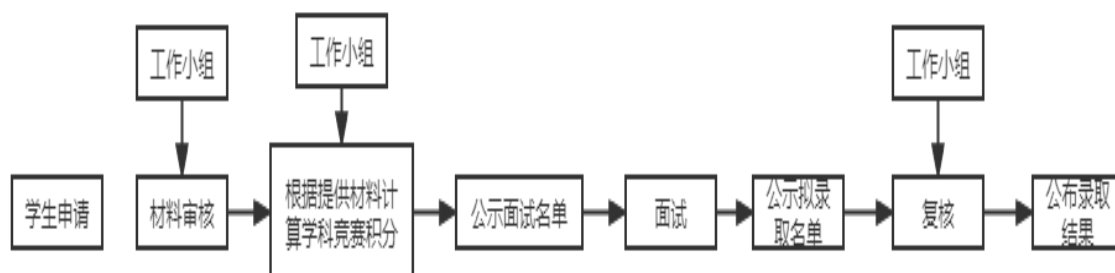 工作小组
工作小组
工作小组
学生申请
材料审核
根据提供材料计
算学科竞赛积分
公示面试名单
面试
公示拟录
取名单
复核
公布录取
结果